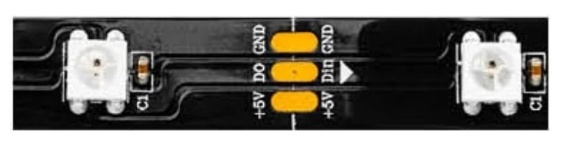 GND GND
DO Din
+5V +5V
C1
C1